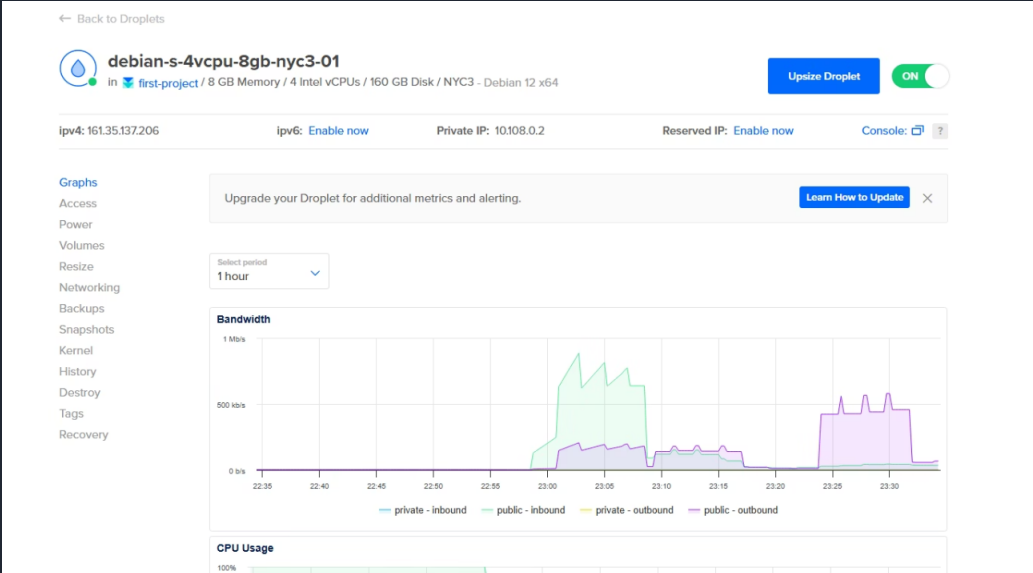 ← Back to Droplets
debian-s-4vcpu-8gb-nyc3-01
in first-project / 8 GB Memory / 4 Intel vCPUs / 160 GB Disk / NYC3 - Debian 12 x64
Upsize Droplet
ON
ipv4: 161.35.137.206 ipv6: Enable now Private IP: 10.108.0.2 Reserved IP: Enable now Console: ?
Graphs
Access
Power
Volumes
Resize
Networking
Backups
Snapshots
Kernel
History
Destroy
Tags
Recovery
Upgrade your Droplet for additional metrics and alerting.
Learn How to Update
Select period
1 hour
Bandwidth
1 Mb/s
500 kb/s
0 b/s
22:35 22:40 22:45 22:50 22:55 23:00 23:05 23:10 23:15 23:20 23:25 23:30
private - inbound public - inbound private - outbound public - outbound
CPU Usage
100%